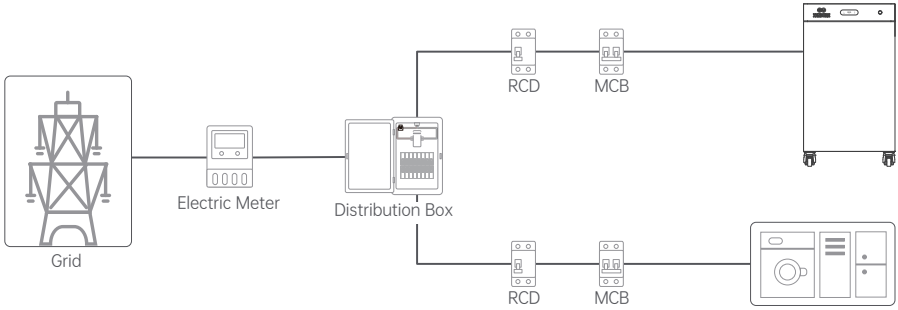 RCD
MCB
Electric Meter
Distribution Box
Grid
RCD
MCB